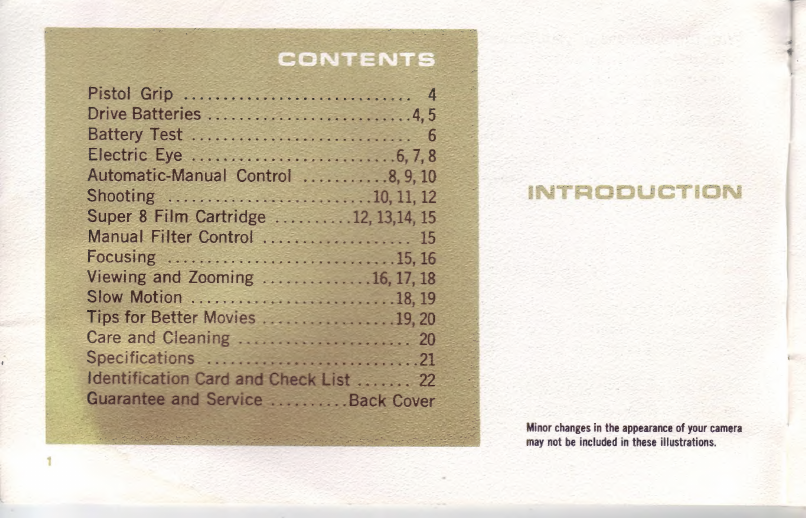 CONTENTS
Pistol Grip ............................. 4
Drive Batteries ..........................4, 5
Battery Test ............................ 6
Electric Eye ..........................6, 7, 8
Automatic-Manual Control ...........8, 9, 10
Shooting ..........................10, 11, 12
Super 8 Film Cartridge ..........12, 13,14, 15
Manual Filter Control ................... 15
Focusing .............................15, 16
Viewing and Zooming ..............16, 17, 18
Slow Motion ..........................18, 19
Tips for Better Movies .................19, 20
Care and Cleaning ...................... 20
Specifications ...........................21
Identification Card and Check List ....... 22
Guarantee and Service ..........Back Cover
1
INTRODUCTION
Minor changes in the appearance of your camera
may not be included in these illustrations.